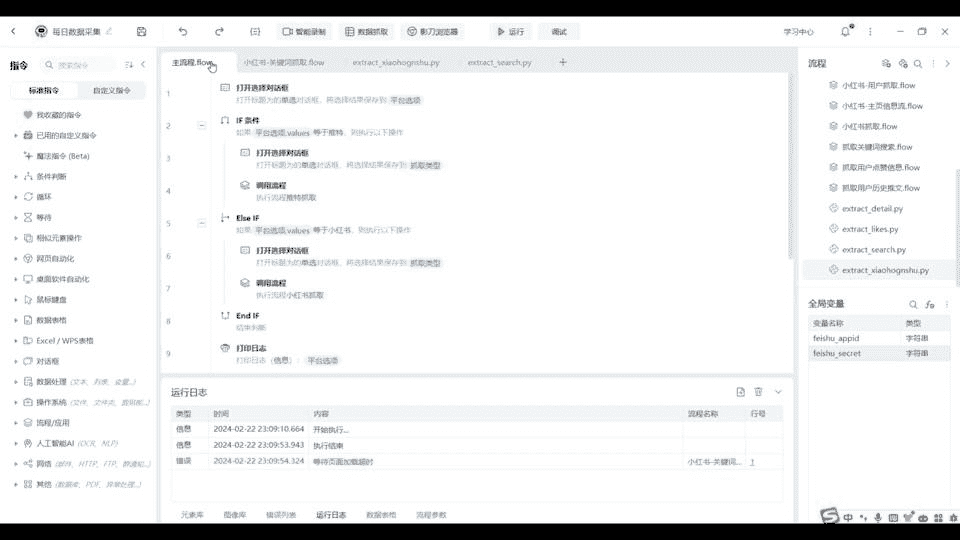 每日数据采集
智能录制
数据抓取
影刀浏览器
运行
调试
学习中心
指令
搜索指令
标准指令
自定义指令
我收藏的指令
已用的自定义指令
魔法指令 (Beta)
条件判断
循环
等待
相似元素操作
网页自动化
桌面软件自动化
鼠标键盘
数据表格
Excel / WPS表格
对话框
数据处理 (文本、列表、变量...)
操作系统 (文件、文件夹、剪切板...)
流程/应用
人工智能AI (OCR、NLP)
网络 (邮件、HTTP、FTP、群通知...)
其他 (数据库、PDF、异常处理...)
主流程.flow
小红书-关键词抓取.flow
extract_xiaohognshu.py
extract_search.py
1
打开选择对话框
打开标题为的单选对话框，将选择结果保存到 平台选项
2
IF 条件
如果 平台选项.values 等于推特，则执行以下操作
3
打开选择对话框
打开标题为的单选对话框，将选择结果保存到 抓取类型
4
调用流程
执行流程推特抓取
5
Else IF
如果 平台选项.values 等于小红书，则执行以下操作
6
打开选择对话框
打开标题为的单选对话框，将选择结果保存到 抓取类型
7
调用流程
执行流程小红书抓取
8
End IF
结束判断
9
打印日志
打印日志（信息）： 平台选项
运行日志
类型 时间 内容 流程名称 行号
信息 2024-02-22 23:09:10.664 开始执行...
信息 2024-02-22 23:09:53.943 执行结束
错误 2024-02-22 23:09:54.324 等待页面加载超时 小红书-关键词... 1
元素库
图像库
错误列表
运行日志
数据表格
流程参数
流程
小红书-用户抓取.flow
小红书-主页信息流.flow
小红书抓取.flow
抓取关键词搜索.flow
抓取用户点赞信息.flow
抓取用户历史推文.flow
extract_detail.py
extract_likes.py
extract_search.py
extract_xiaohognshu.py
全局变量
变量名称 类型
feishu_appid 字符串
feishu_secret 字符串
中